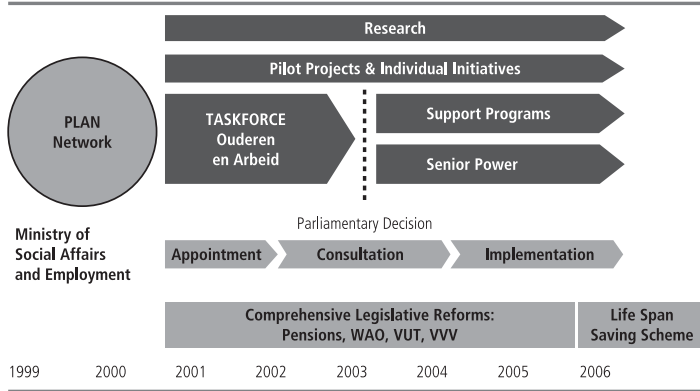 Research
Pilot Projects & Individual Initiatives
PLAN
Network
TASKFORCE
Ouderen
en Arbeid
Support Programs
Senior Power
Parliamentary Decision
Ministry of
Social Affairs
and Employment
Appointment
Consultation
Implementation
Comprehensive Legislative Reforms:
Pensions, WAO, VUT, VVV
Life Span
Saving Scheme
1999 2000 2001 2002 2003 2004 2005 2006